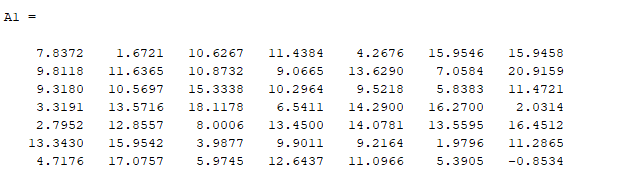 A1 =
7.8372 1.6721 10.6267 11.4384 4.2676 15.9546 15.9458
9.8118 11.6365 10.8732 9.0665 13.6290 7.0584 20.9159
9.3180 10.5697 15.3338 10.2964 9.5218 5.8383 11.4721
3.3191 13.5716 18.1178 6.5411 14.2900 16.2700 2.0314
2.7952 12.8557 8.0006 13.4500 14.0781 13.5595 16.4512
13.3430 15.9542 3.9877 9.9011 9.2164 1.9796 11.2865
4.7176 17.0757 5.9745 12.6437 11.0966 5.3905 -0.8534